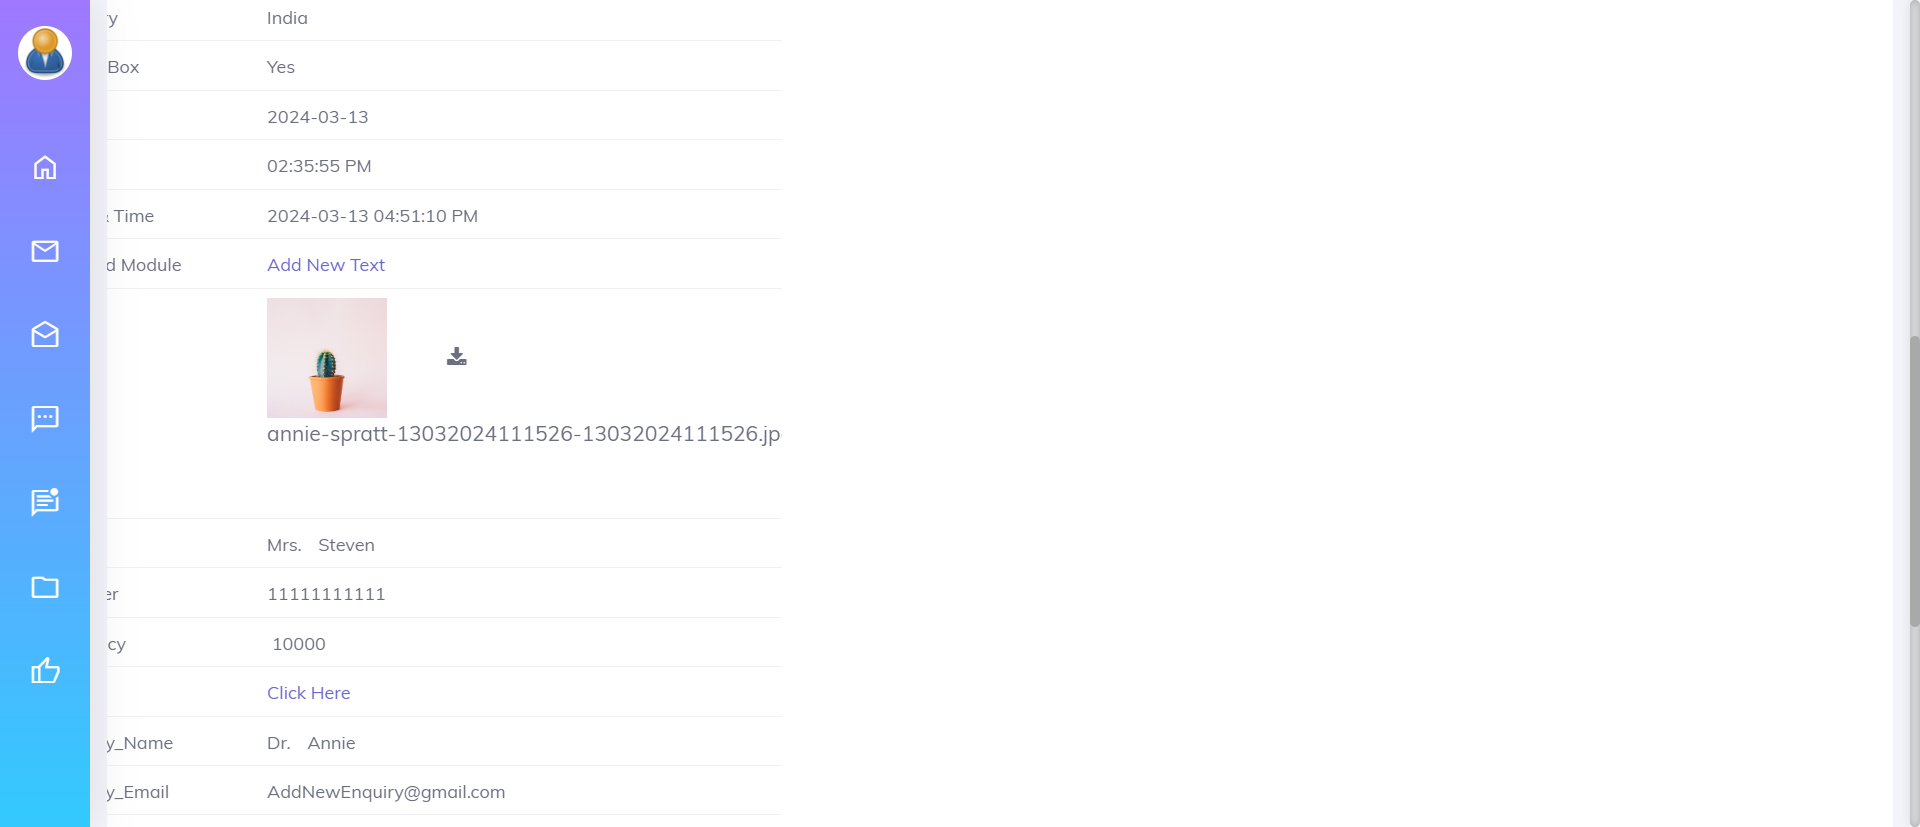 ry India
Box Yes
2024-03-13
02:35:55 PM
Time 2024-03-13 04:51:10 PM
d Module Add New Text
annie-spratt-13032024111526-13032024111526.jp
Mrs. Steven
er 11111111111
cy 10000
Click Here
y_Name Dr. Annie
y_Email AddNewEnquiry@gmail.com